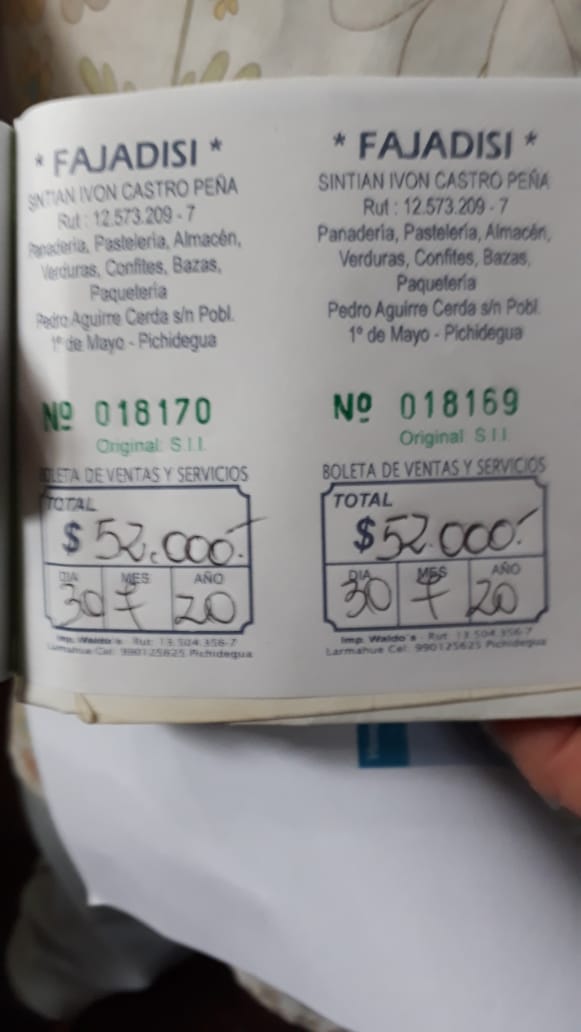 * FAJADISI *
SINTIAN IVON CASTRO PEÑA
Rut : 12.573.209 - 7
Panadería, Pastelería, Almacén,
Verduras, Confites, Bazas,
Paquetería
Pedro Aguirre Cerda s/n Pobl.
1º de Mayo - Pichidegua
Nº 018170
Original: S.I.I.
BOLETA DE VENTAS Y SERVICIOS
TOTAL
$ 52.000.-
DIA MES AÑO
30 7 20
Imp. Waldo's - Rut: 13.504.356-7
Larmahue Cel: 990125625 Pichidegua
* FAJADISI *
SINTIAN IVON CASTRO PEÑA
Rut : 12.573.209 - 7
Panadería, Pastelería, Almacén,
Verduras, Confites, Bazas,
Paquetería
Pedro Aguirre Cerda s/n Pobl.
1º de Mayo - Pichidegua
Nº 018169
Original: S.I.I.
BOLETA DE VENTAS Y SERVICIOS
TOTAL
$ 52.000.-
DIA MES AÑO
30 7 20
Imp. Waldo's - Rut: 13.504.356-7
Larmahue Cel: 990125625 Pichidegua